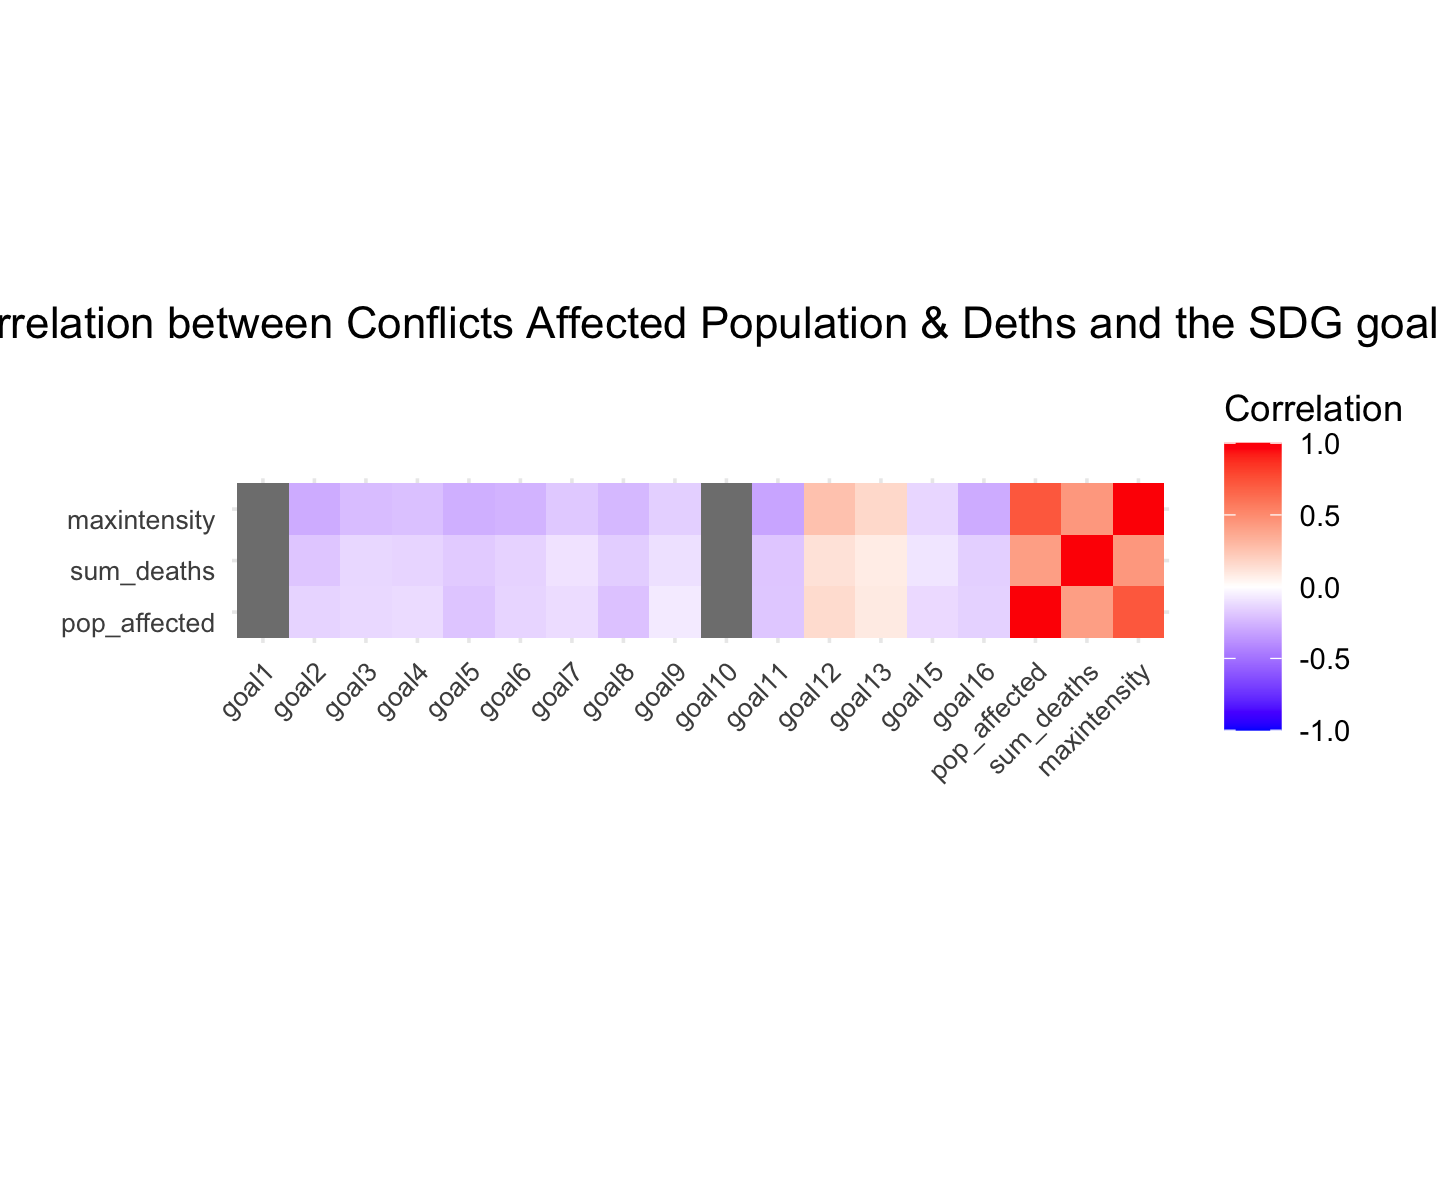 rrelation between Conflicts Affected Population & Deths and the SDG goal
Correlation
1.0
0.5
0.0
-0.5
-1.0
maxintensity
sum_deaths
pop_affected
goal1
goal2
goal3
goal4
goal5
goal6
goal7
goal8
goal9
goal10
goal11
goal12
goal13
goal15
goal16
pop_affected
sum_deaths
maxintensity